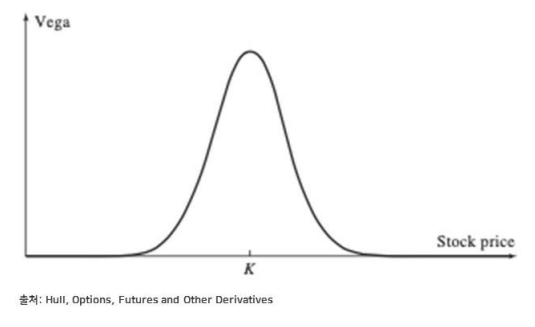 Vega
Stock price
K
출처: Hull, Options, Futures and Other Derivatives